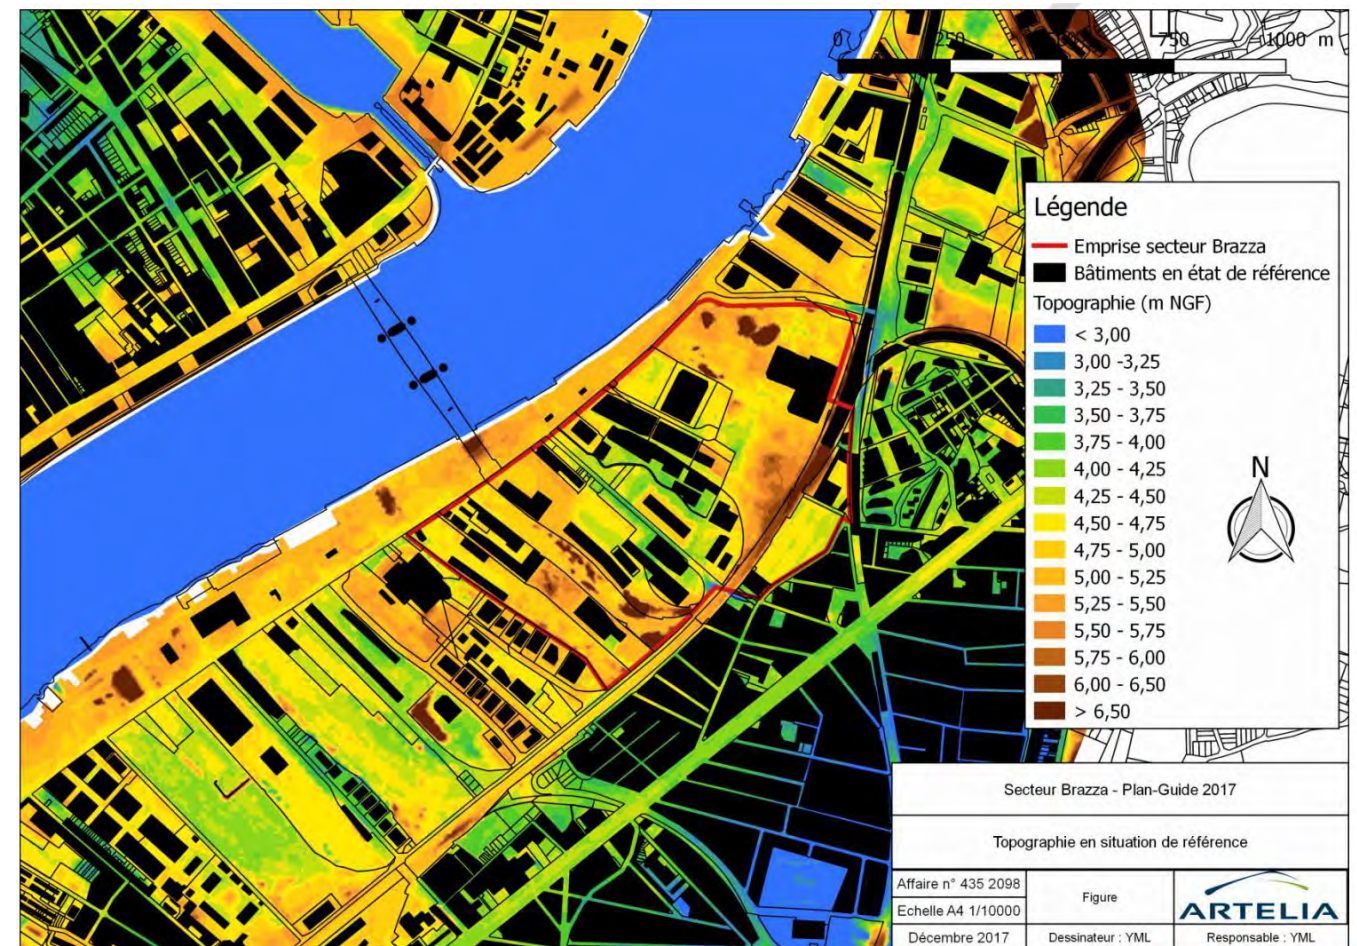 0 250 750 1000 m
Légende
Emprise secteur Brazza
Bâtiments en état de référence
Topographie (m NGF)
< 3,00
3,00 -3,25
3,25 - 3,50
3,50 - 3,75
3,75 - 4,00
4,00 - 4,25
4,25 - 4,50
4,50 - 4,75
4,75 - 5,00
5,00 - 5,25
5,25 - 5,50
5,50 - 5,75
5,75 - 6,00
6,00 - 6,50
> 6,50
N
Secteur Brazza - Plan-Guide 2017
Topographie en situation de référence
Affaire n° 435 2098
Echelle A4 1/10000
Décembre 2017
Figure
Dessinateur : YML
ARTELIA
Responsable : YML